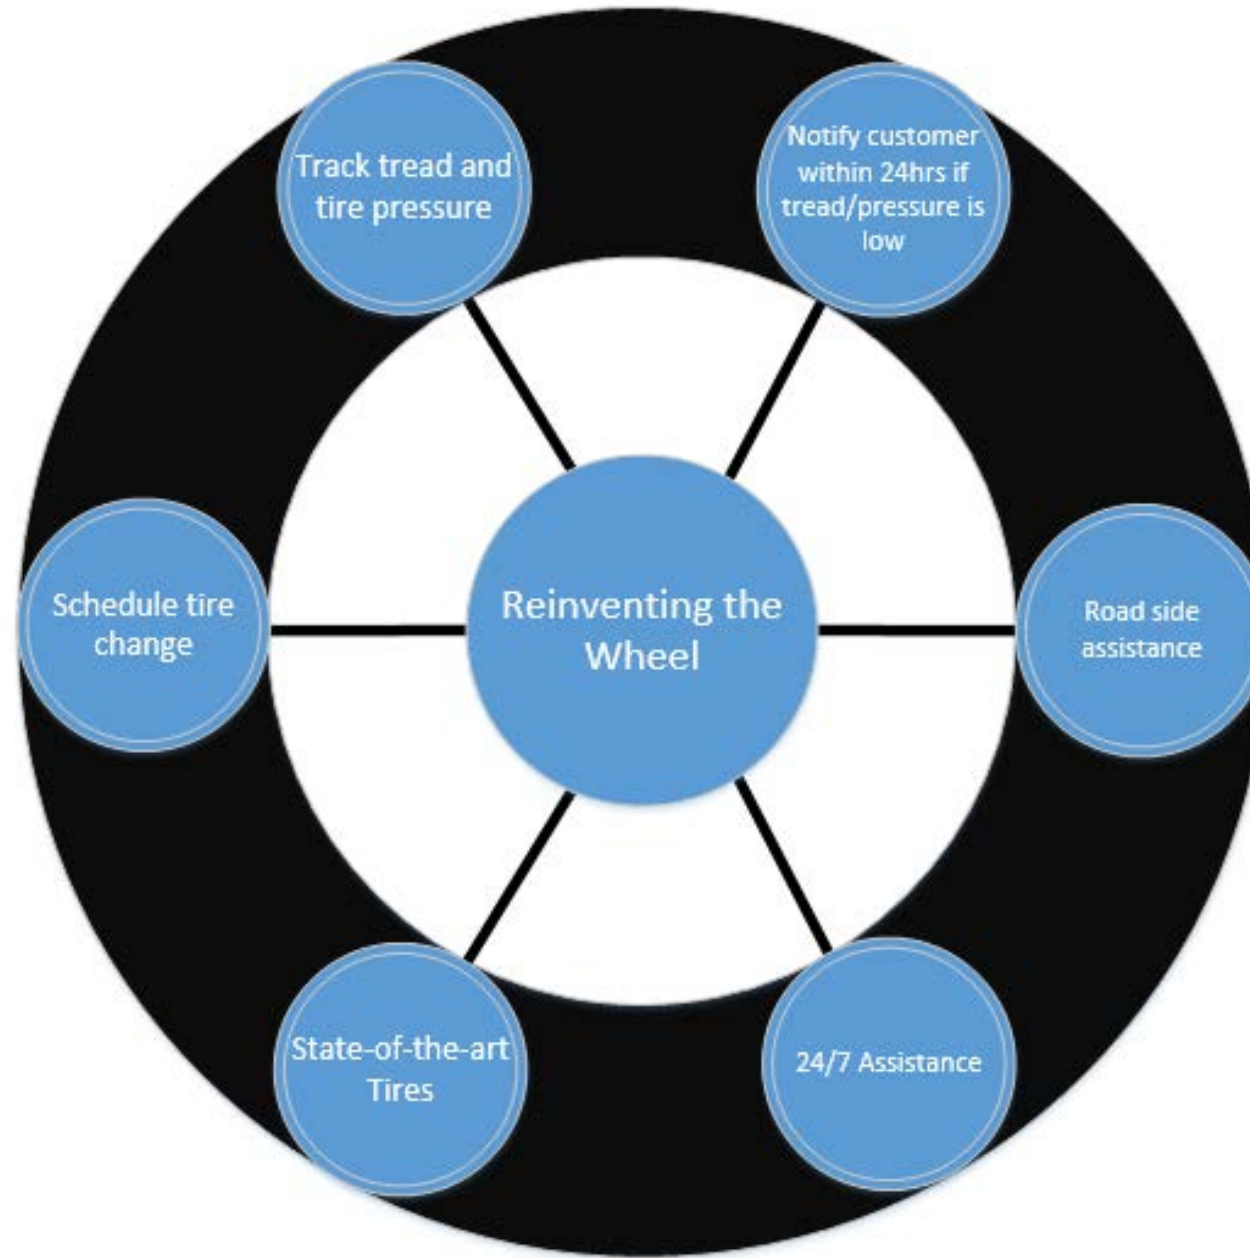 Track tread and
tire pressure
Notify customer
within 24hrs if
tread/pressure is
low
Schedule tire
change
Reinventing the
Wheel
Road side
assistance
State-of-the-art
Tires
24/7 Assistance